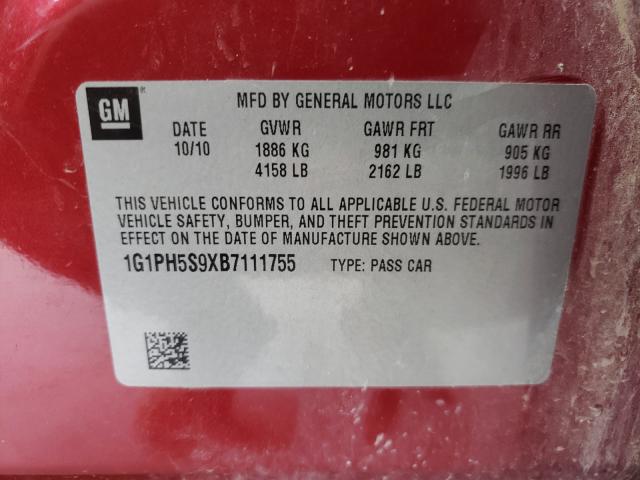 GM
MFD BY GENERAL MOTORS LLC
DATE GVWR GAWR FRT GAWR RR
10/10 1886 KG 981 KG 905 KG
4158 LB 2162 LB 1996 LB
THIS VEHICLE CONFORMS TO ALL APPLICABLE U.S. FEDERAL MOTOR
VEHICLE SAFETY, BUMPER, AND THEFT PREVENTION STANDARDS IN
EFFECT ON THE DATE OF MANUFACTURE SHOWN ABOVE.
1G1PH5S9XB7111755 TYPE: PASS CAR